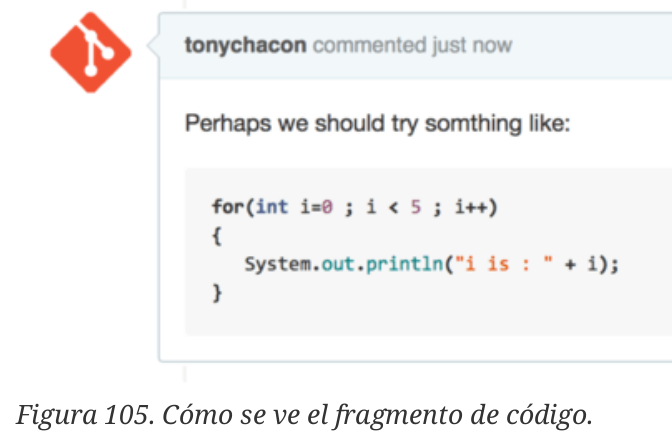 tonychacon commented just now
Perhaps we should try somthing like:
for(int i=0 ; i < 5 ; i++)
{
   System.out.println("i is : " + i);
}
Figura 105. Cómo se ve el fragmento de código.